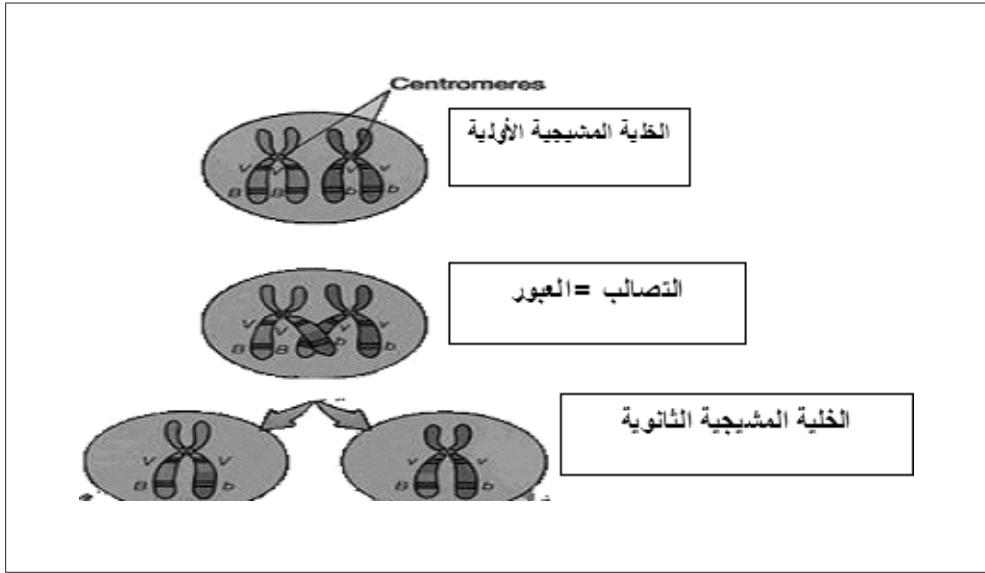 Centromeres
الخلية المشيجية الأولية
V V v v
B B b b
التصالب =العبور
V V v v
B B b b
الخلية المشيجية الثانوية
V V v v
B b B b